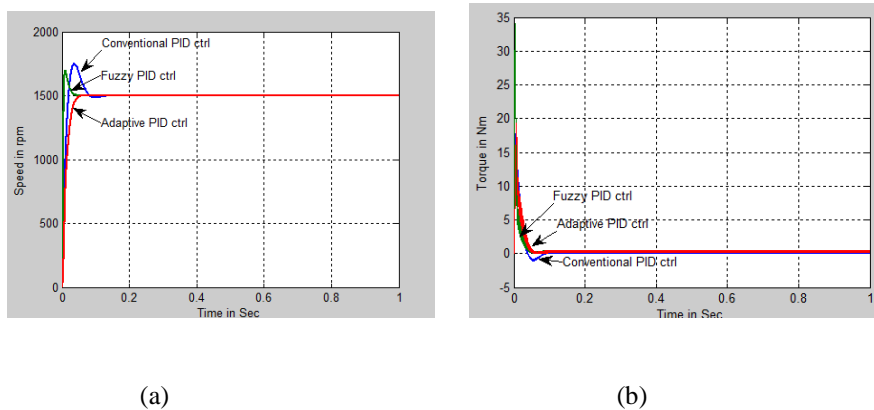 2000
1500
1000
500
0
0
0.2
0.4
0.6
0.8
1
Speed in rpm
Time in Sec
Conventional PID ctrl
Fuzzy PID ctrl
Adaptive PID ctrl
35
30
25
20
15
10
5
0
-5
0
0.2
0.4
0.6
0.8
1
Torque in Nm
Time in Sec
Fuzzy PID ctrl
Adaptive PID ctrl
Conventional PID ctrl
(a)
(b)